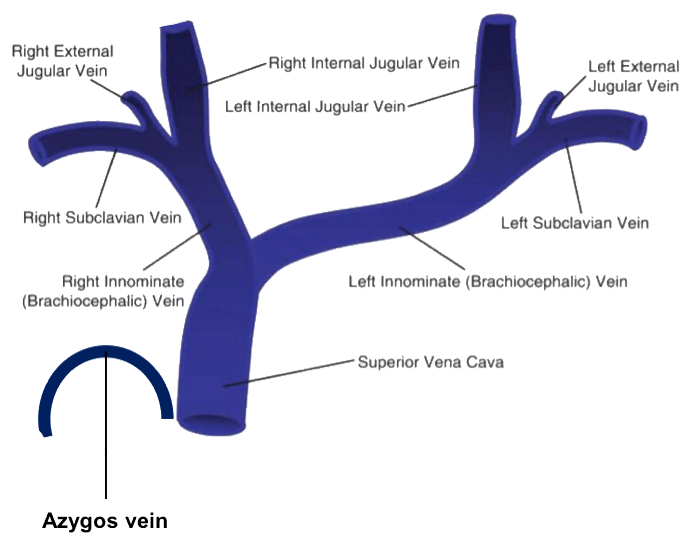 Right External
Jugular Vein
Right Internal Jugular Vein
Left External
Jugular Vein
Left Internal Jugular Vein
Right Subclavian Vein
Left Subclavian Vein
Right Innominate
(Brachiocephalic) Vein
Left Innominate (Brachiocephalic) Vein
Superior Vena Cava
Azygos vein